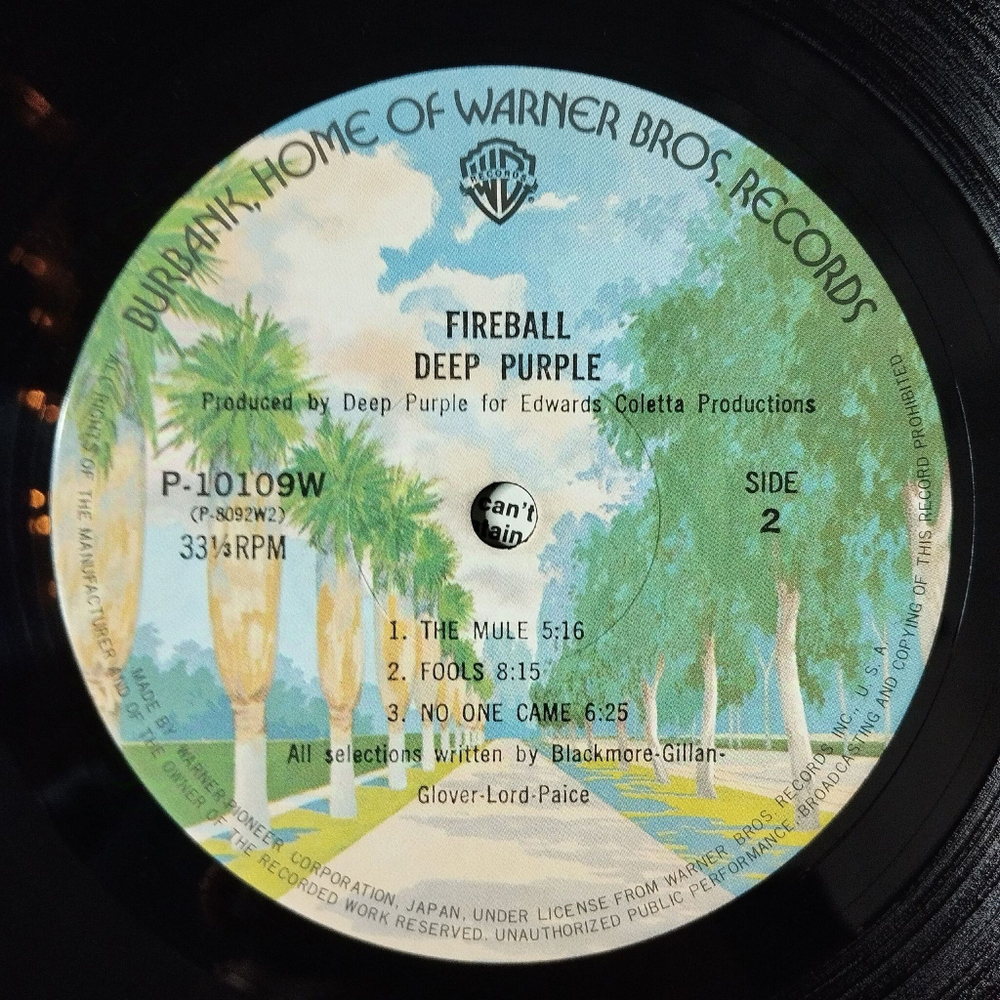 BURBANK, HOME OF WARNER BROS. RECORDS
WB
RECORDS
FIREBALL
DEEP PURPLE
Produced by Deep Purple for Edwards Coletta Productions
P-10109W
(P-8092W2)
33⅓RPM
SIDE
2
can't
1. THE MULE 5:16
2. FOOLS 8:15
3. NO ONE CAME 6:25
All selections written by Blackmore-Gillan-
Glover-Lord-Paice
MADE BY WARNER-PIONEER CORPORATION, JAPAN, UNDER LICENSE FROM WARNER BROS. RECORDS INC., U. S. A.
ALL RIGHTS OF THE MANUFACTURER AND OF THE OWNER OF THE RECORDED WORK RESERVED. UNAUTHORIZED PUBLIC PERFORMANCE, BROADCASTING AND COPYING OF THIS RECORD PROHIBITED